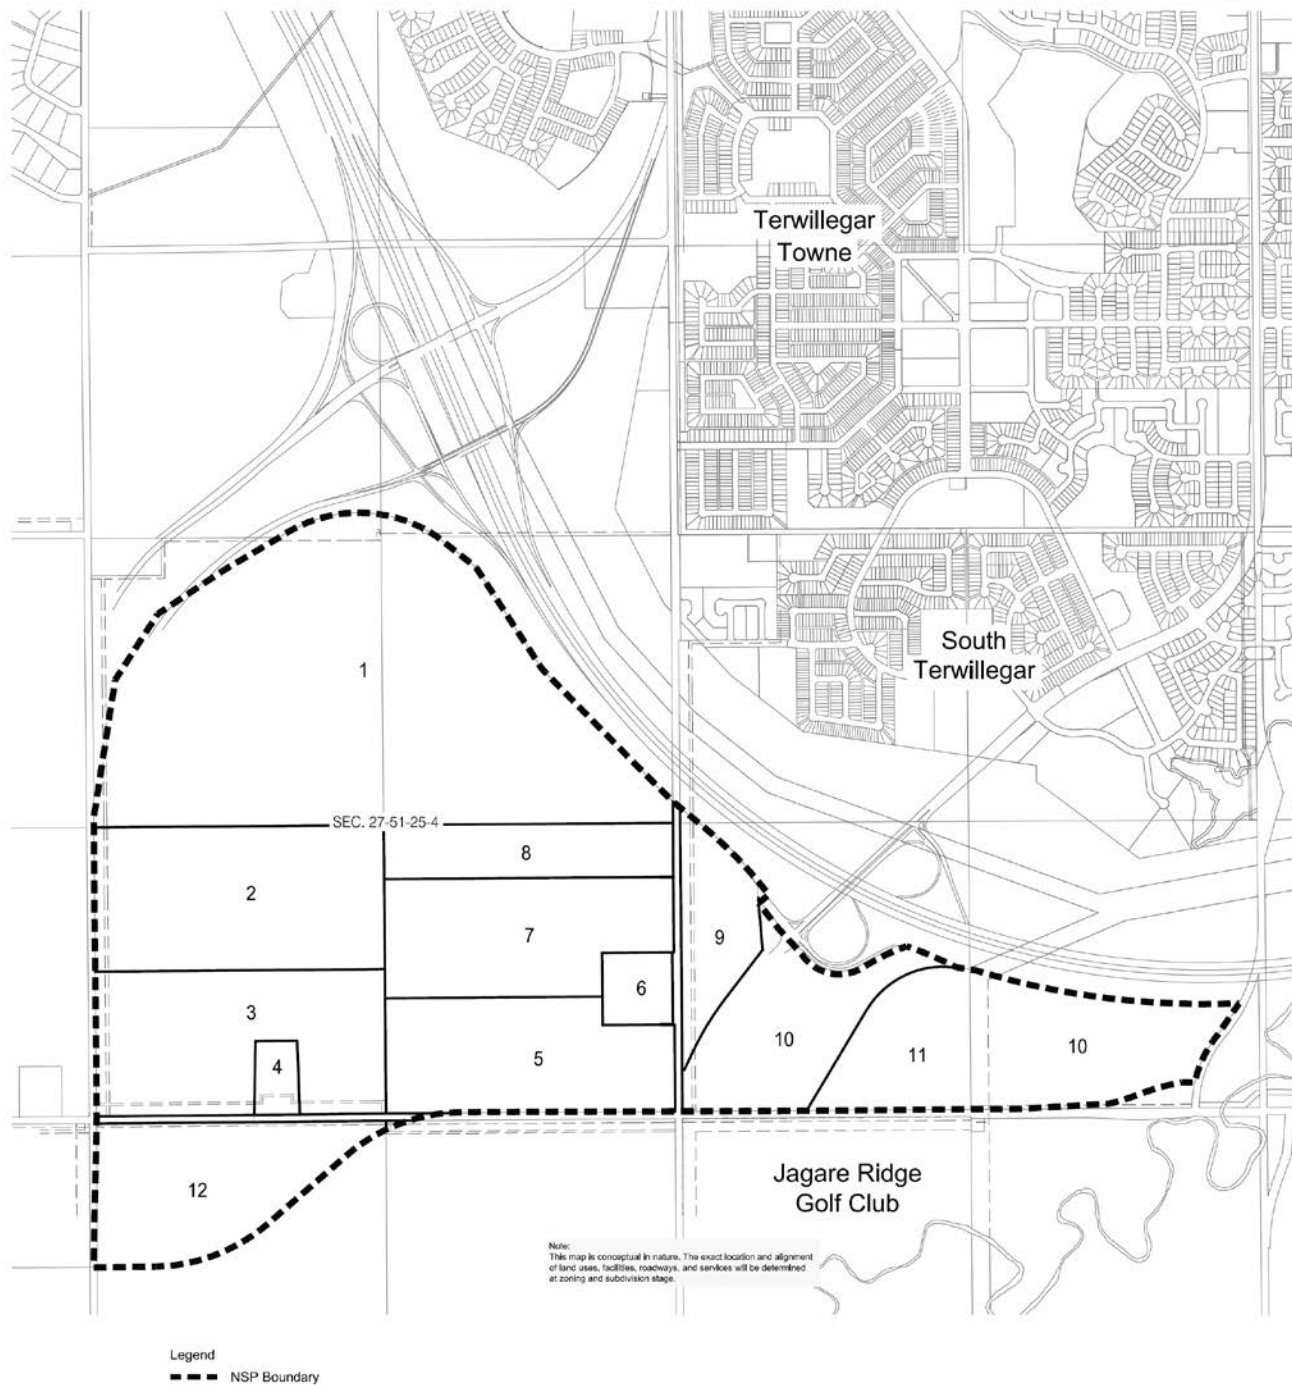 Terwillegar
Towne
South
Terwillegar
1
SEC. 27-51-25-4
8
2
7
9
6
3
10
10
11
5
4
Jagare Ridge
Golf Club
12
Note:
This map is conceptual in nature. The exact location and alignment
of land uses, facilities, roadways, and services will be determined
at zoning and subdivision stage.
Legend
NSP Boundary